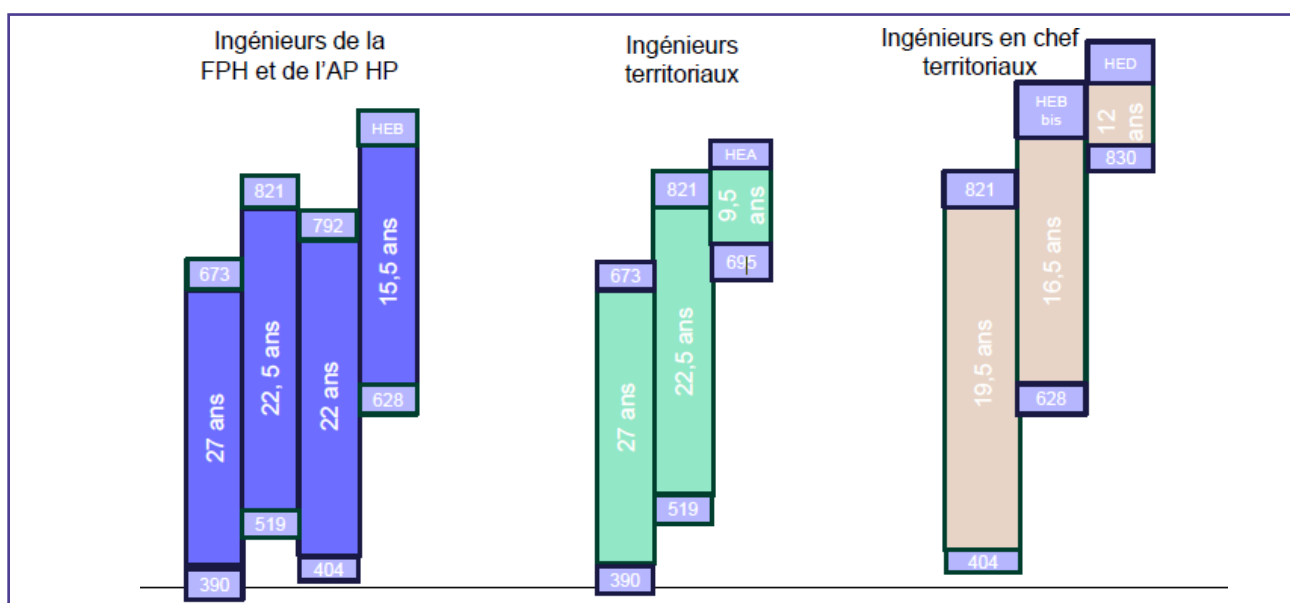 Ingénieurs de la
FPH et de l'AP HP
HEB
821
792
673
15,5 ans
22, 5 ans
22 ans
27 ans
628
519
404
390
Ingénieurs
territoriaux
HEA
821
9,5
ans
695
673
22,5 ans
27 ans
519
390
Ingénieurs en chef
territoriaux
HED
HEB
bis
12
ans
830
821
16,5 ans
19,5 ans
628
404